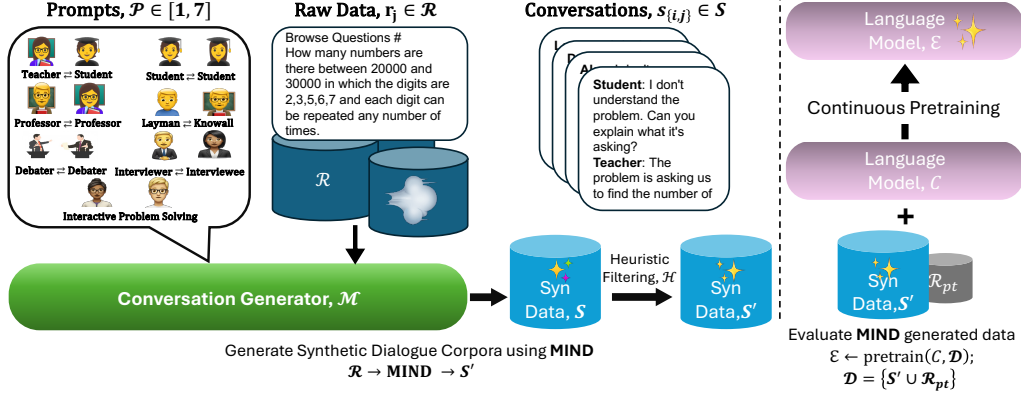 Prompts, 𝒫 ∈ [1, 7]
Teacher ⇄ Student
Student ⇄ Student
Professor ⇄ Professor
Layman ⇄ Knowall
Debater ⇄ Debater
Interviewer ⇄ Interviewee
Interactive Problem Solving
Raw Data, r_j ∈ ℛ
Browse Questions #
How many numbers are
there between 20000 and
30000 in which the digits are
2,3,5,6,7 and each digit can
be repeated any number of
times.
ℛ
Conversations, s_{i,j} ∈ S
Student: I don't
understand the
problem. Can you
explain what it's
asking?
Teacher: The
problem is asking us
to find the number of
Conversation Generator, ℳ
Syn
Data, S
Heuristic
Filtering, ℋ
Syn
Data,S′
Generate Synthetic Dialogue Corpora using MIND
ℛ → MIND → S′
Language
Model, ℰ
Continuous Pretraining
Language
Model, C
+
Syn
Data,S′
ℛ_pt
Evaluate MIND generated data
ℰ ← pretrain(C, 𝒟);
𝒟 = {S′ ∪ ℛ_pt}